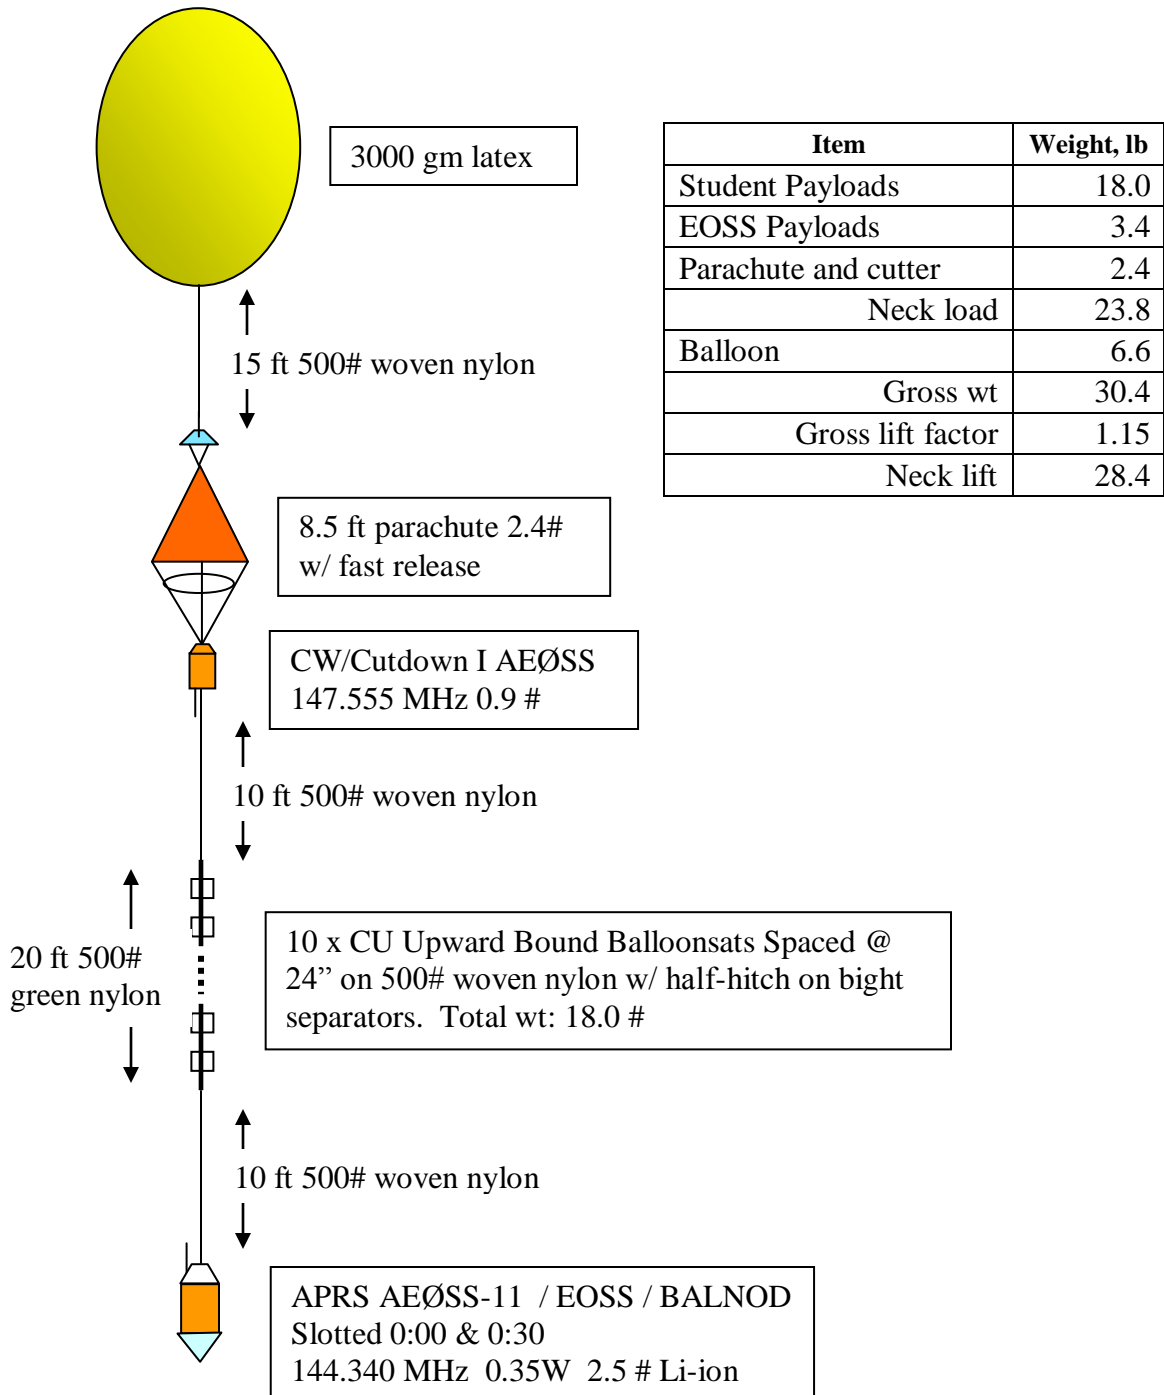 3000 gm latex
Item Weight, lb
Student Payloads 18.0
EOSS Payloads 3.4
Parachute and cutter 2.4
Neck load 23.8
Balloon 6.6
Gross wt 30.4
Gross lift factor 1.15
Neck lift 28.4
15 ft 500# woven nylon
8.5 ft parachute 2.4#
w/ fast release
CW/Cutdown I AEØSS
147.555 MHz 0.9 #
10 ft 500# woven nylon
20 ft 500#
green nylon
10 x CU Upward Bound Balloonsats Spaced @
24” on 500# woven nylon w/ half-hitch on bight
separators. Total wt: 18.0 #
10 ft 500# woven nylon
APRS AEØSS-11 / EOSS / BALNOD
Slotted 0:00 & 0:30
144.340 MHz 0.35W 2.5 # Li-ion